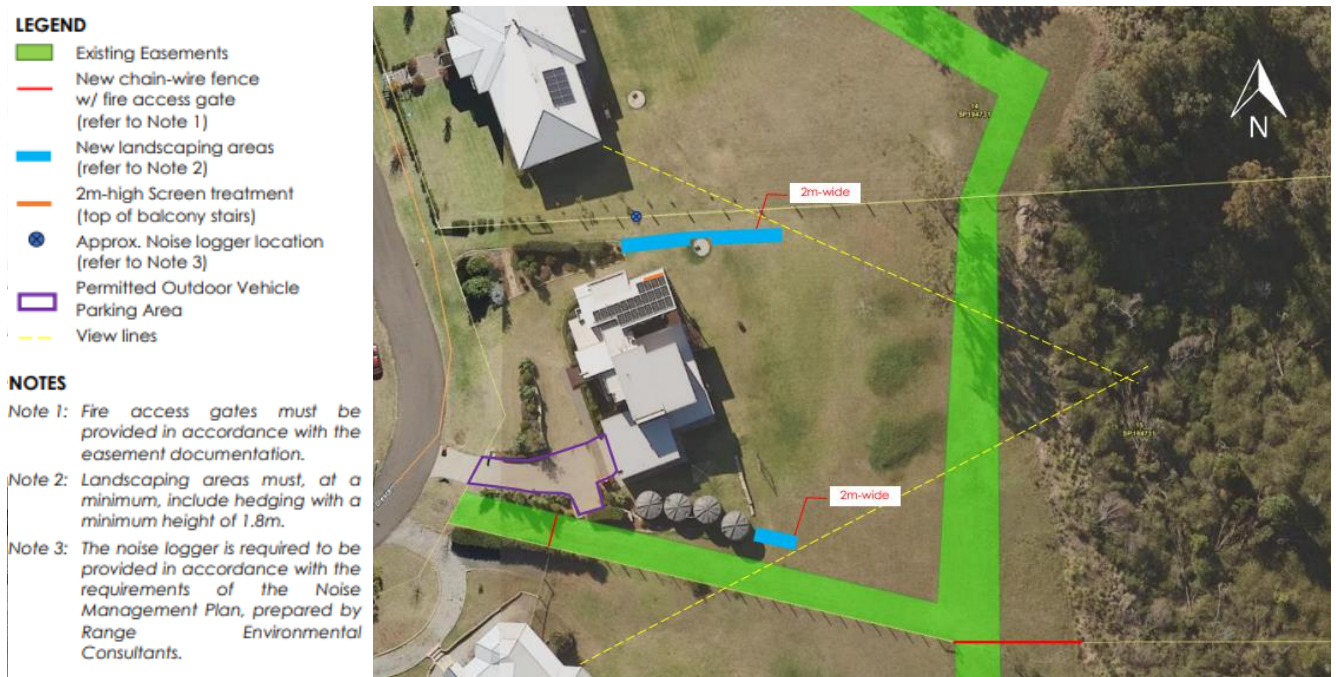 LEGEND
Existing Easements
New chain-wire fence
w/ fire access gate
(refer to Note 1)
New landscaping areas
(refer to Note 2)
2m-high Screen treatment
(top of balcony stairs)
Approx. Noise logger location
(refer to Note 3)
Permitted Outdoor Vehicle
Parking Area
View lines
NOTES
Note 1: Fire access gates must be
provided in accordance with the
easement documentation.
Note 2: Landscaping areas must, at a
minimum, include hedging with a
minimum height of 1.8m.
Note 3: The noise logger is required to be
provided in accordance with the
requirements of the Noise
Management Plan, prepared by
Range Environmental
Consultants.
14
SP194731
N
2m-wide
SP194731
2m-wide